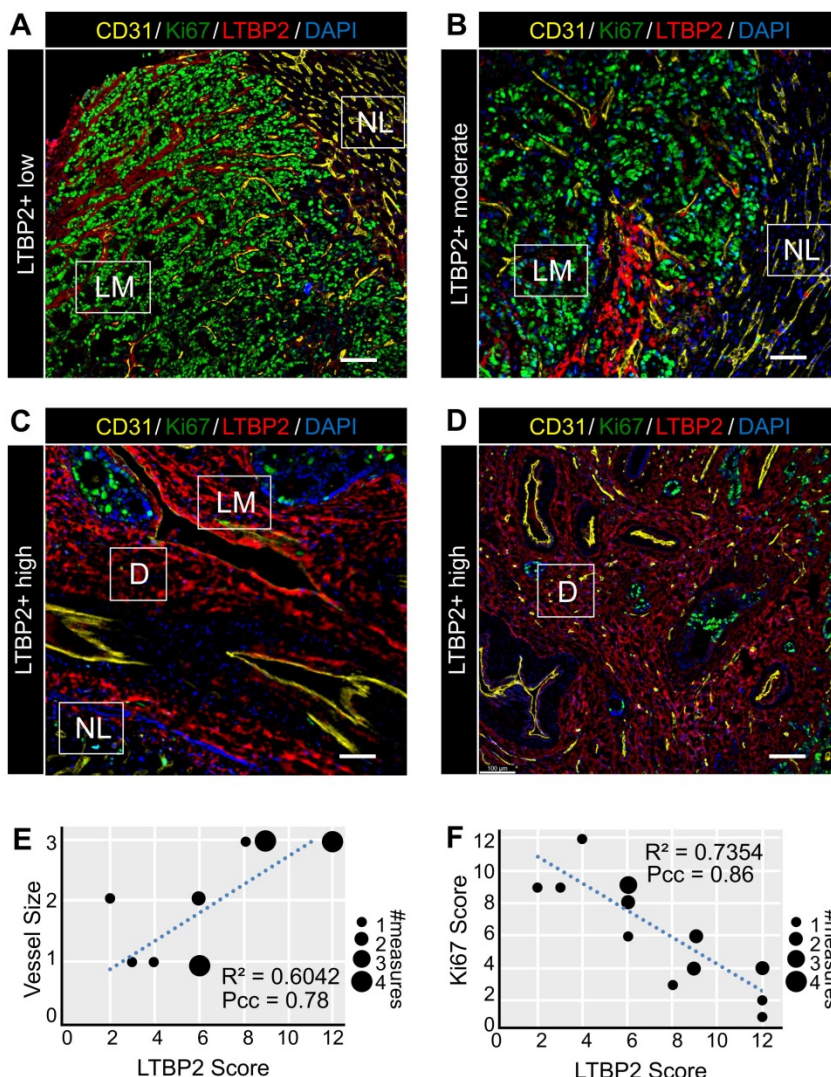 A
CD31/Ki67/LTBP2/DAPI
LTBP2+ low
NL
LM
B
CD31/Ki67/LTBP2/DAPI
LTBP2+ moderate
LM
NL
C
CD31/Ki67/LTBP2/DAPI
LTBP2+ high
LM
D
NL
D
CD31/Ki67/LTBP2/DAPI
LTBP2+ high
D
100 µm
E
Vessel Size
3
2
1
0
R² = 0.6042
Pcc = 0.78
0 2 4 6 8 10 12
LTBP2 Score
1
2
3
4
#measures
F
Ki67 Score
12
10
8
6
4
2
0
R² = 0.7354
Pcc = 0.86
0 2 4 6 8 10 12
LTBP2 Score
1
2
3
4
#measures